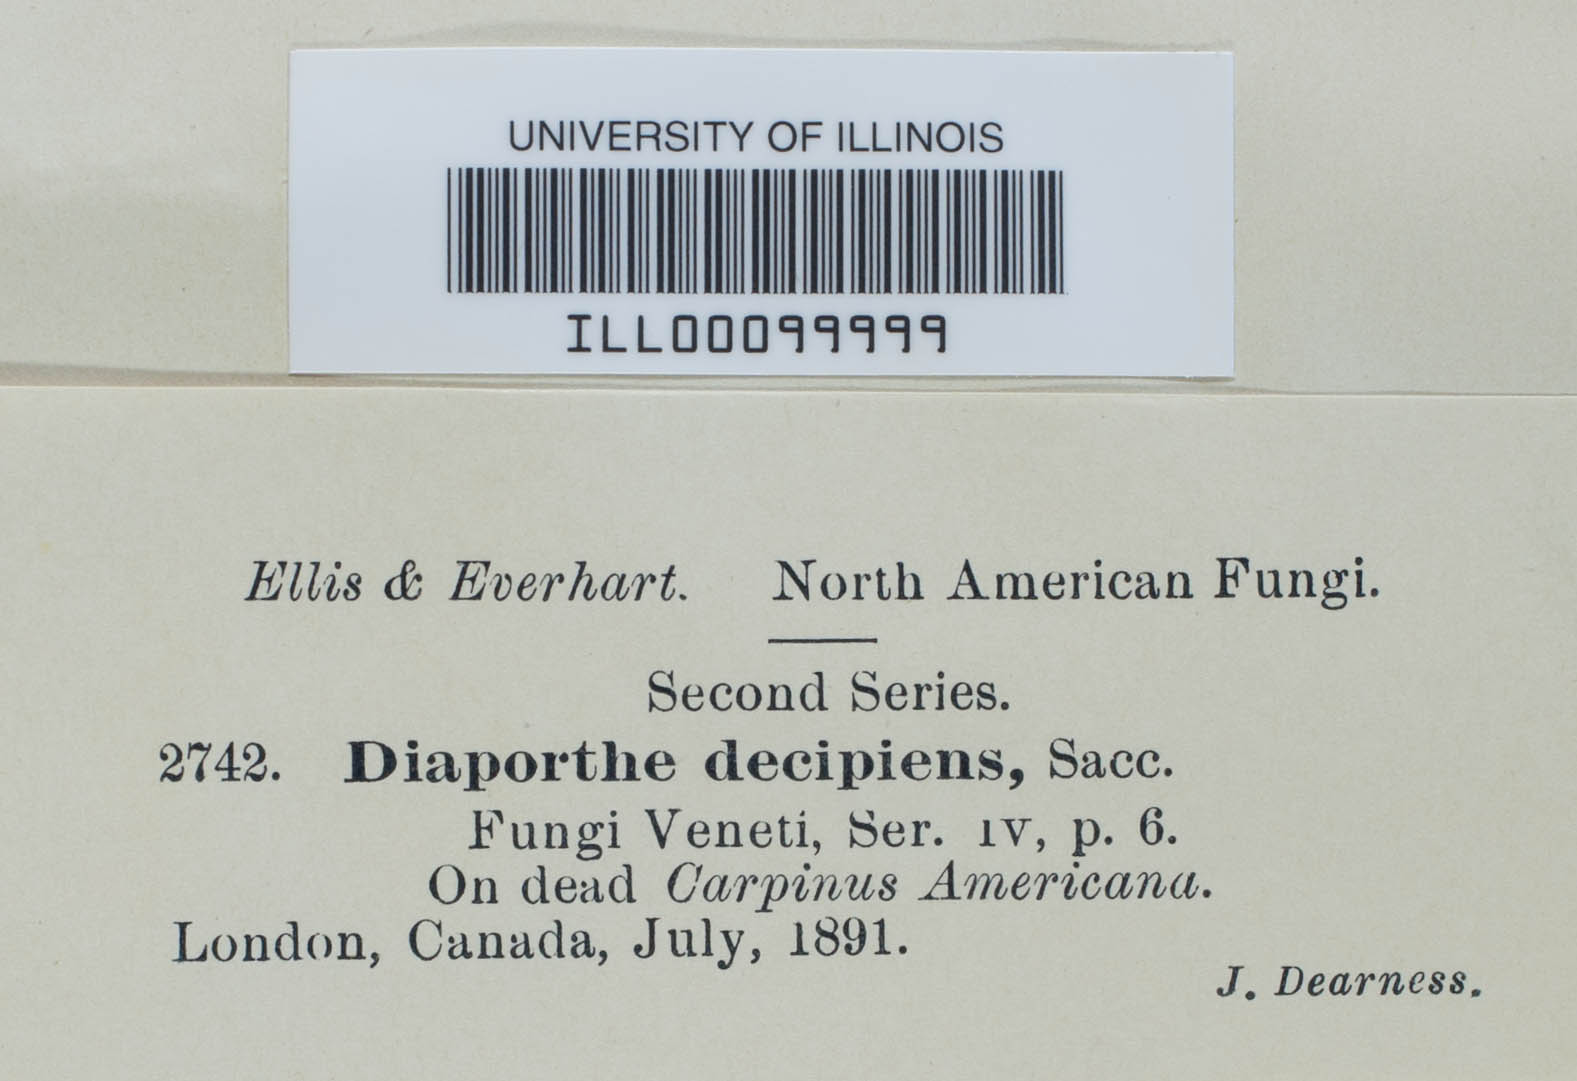 UNIVERSITY OF ILLINOIS
ILL00099999
Ellis & Everhart. North American Fungi.
Second Series.
2742. Diaporthe decipiens, Sacc.
Fungi Veneti, Ser. IV, p. 6.
On dead Carpinus Americana.
London, Canada, July, 1891.
J. Dearness.